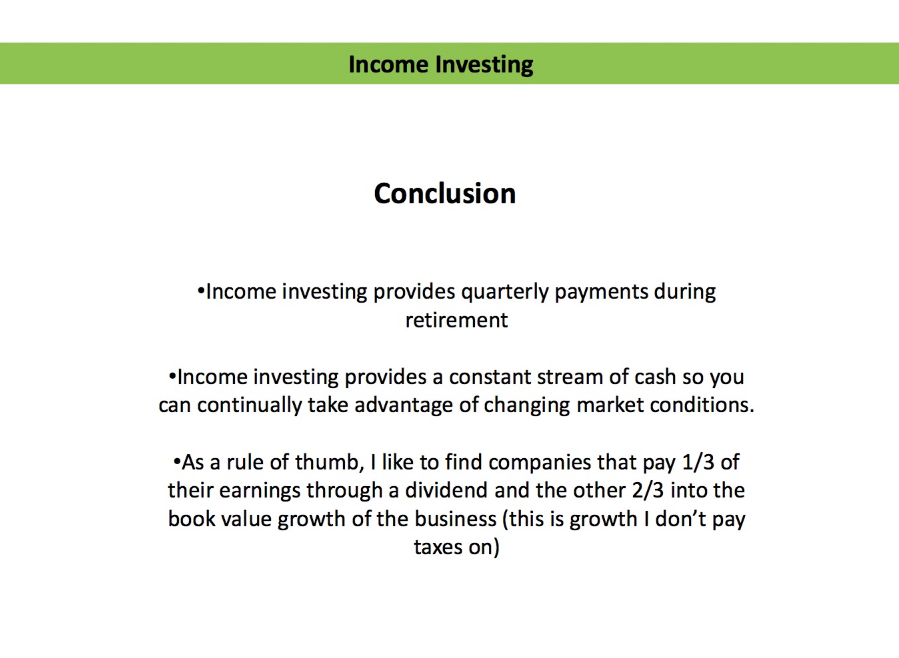 Income Investing
Conclusion
•Income investing provides quarterly payments during
retirement
•Income investing provides a constant stream of cash so you
can continually take advantage of changing market conditions.
•As a rule of thumb, I like to find companies that pay 1/3 of
their earnings through a dividend and the other 2/3 into the
book value growth of the business (this is growth I don’t pay
taxes on)